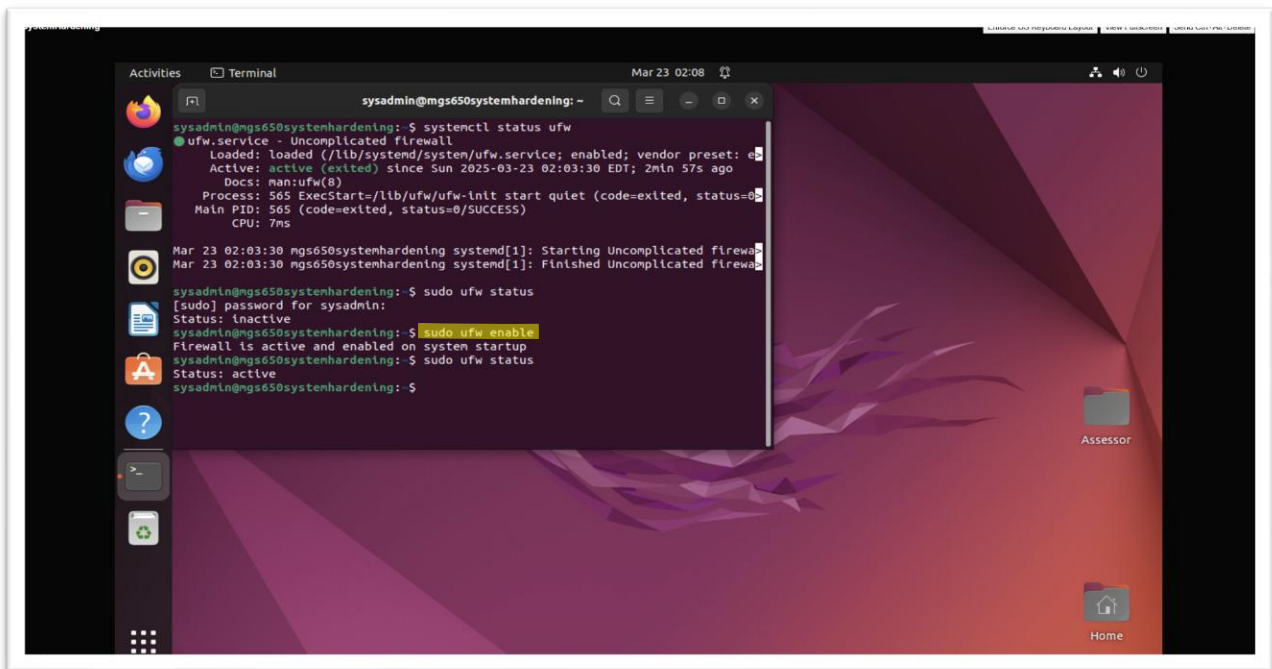 Activities Terminal Mar 23 02:08
sysadmin@mgs650systemhardening: ~
sysadmin@mgs650systemhardening:~$ systemctl status ufw
ufw.service - Uncomplicated firewall
Loaded: loaded (/lib/systemd/system/ufw.service; enabled; vendor preset: e>
Active: active (exited) since Sun 2025-03-23 02:03:30 EDT; 2min 57s ago
Docs: man:ufw(8)
Process: 565 ExecStart=/lib/ufw/ufw-init start quiet (code=exited, status=0>
Main PID: 565 (code=exited, status=0/SUCCESS)
CPU: 7ms
Mar 23 02:03:30 mgs650systemhardening systemd[1]: Starting Uncomplicated firewa>
Mar 23 02:03:30 mgs650systemhardening systemd[1]: Finished Uncomplicated firewa>
sysadmin@mgs650systemhardening:~$ sudo ufw status
[sudo] password for sysadmin:
Status: inactive
sysadmin@mgs650systemhardening:~$ sudo ufw enable
Firewall is active and enabled on system startup
sysadmin@mgs650systemhardening:~$ sudo ufw status
Status: active
sysadmin@mgs650systemhardening:~$
Assessor
Home